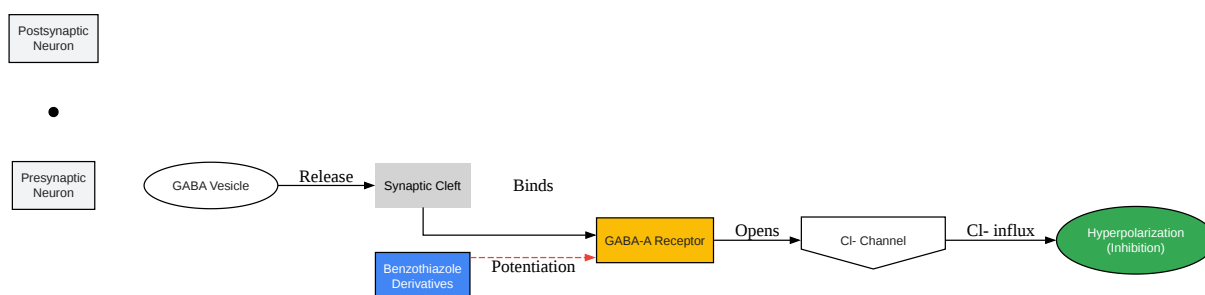 Postsynaptic
Neuron
Presynaptic
Neuron
GABA Vesicle
Release
Synaptic Cleft
Binds
Benzothiazole
Derivatives
Potentiation
GABA-A Receptor
Opens
Cl- Channel
Cl- influx
Hyperpolarization
(Inhibition)